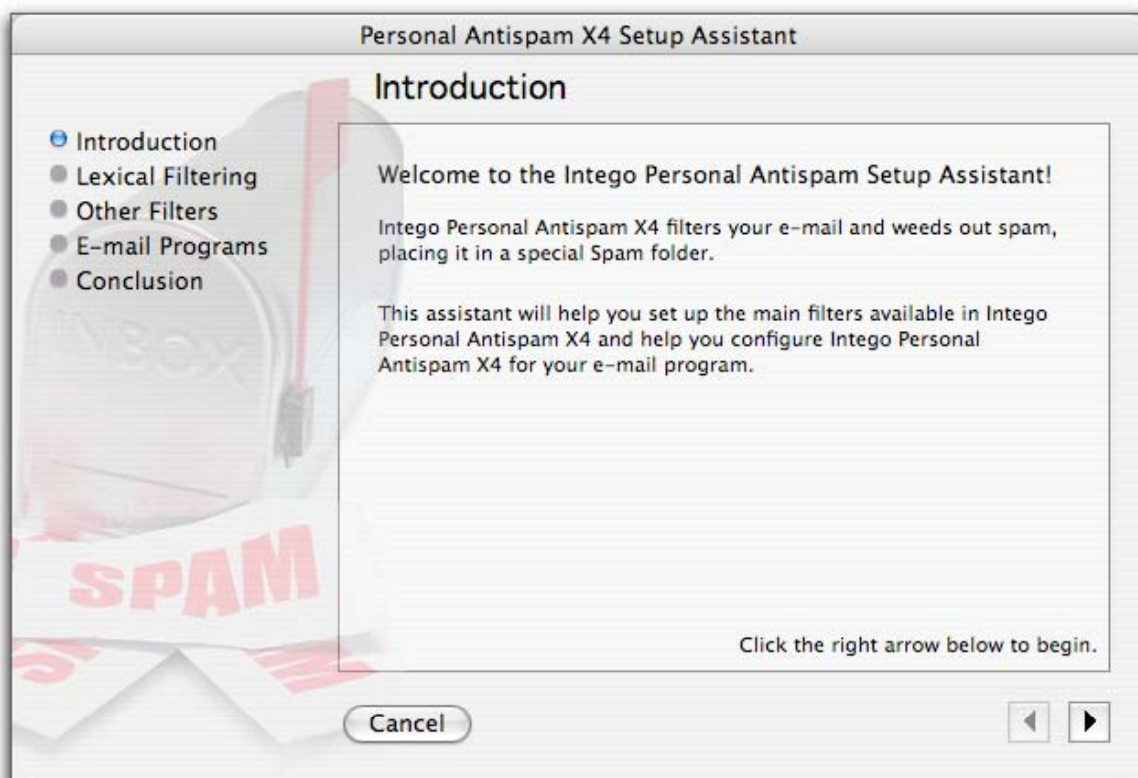 Personal Antispam X4 Setup Assistant
Introduction
Introduction
Lexical Filtering
Other Filters
E-mail Programs
Conclusion
Welcome to the Intego Personal Antispam Setup Assistant!
Intego Personal Antispam X4 filters your e-mail and weeds out spam,
placing it in a special Spam folder.
This assistant will help you set up the main filters available in Intego
Personal Antispam X4 and help you configure Intego Personal
Antispam X4 for your e-mail program.
Click the right arrow below to begin.
INBOX
SPAM
Cancel